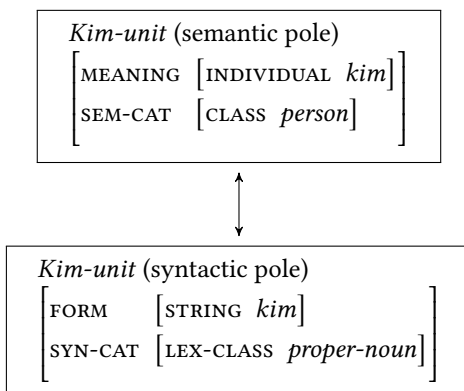 Kim-unit (semantic pole)
MEANING [INDIVIDUAL kim]
SEM-CAT [CLASS person]
Kim-unit (syntactic pole)
FORM [STRING kim]
SYN-CAT [LEX-CLASS proper-noun]